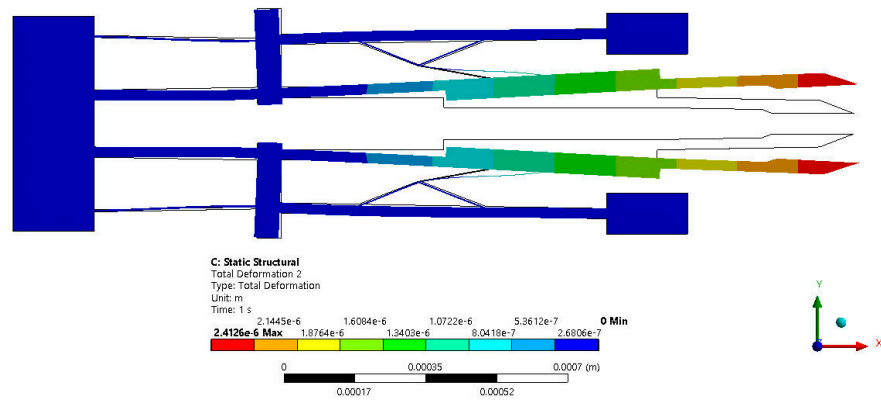 C: Static Structural
Total Deformation 2
Type: Total Deformation
Unit: m
Time: 1 s
2.1445e-6 1.6084e-6 1.0722e-6 5.3612e-7 0 Min
2.4126e-6 Max 1.8764e-6 1.3403e-6 8.0418e-7 2.6806e-7
0 0.00035 0.0007 (m)
0.00017 0.00052
Y
X